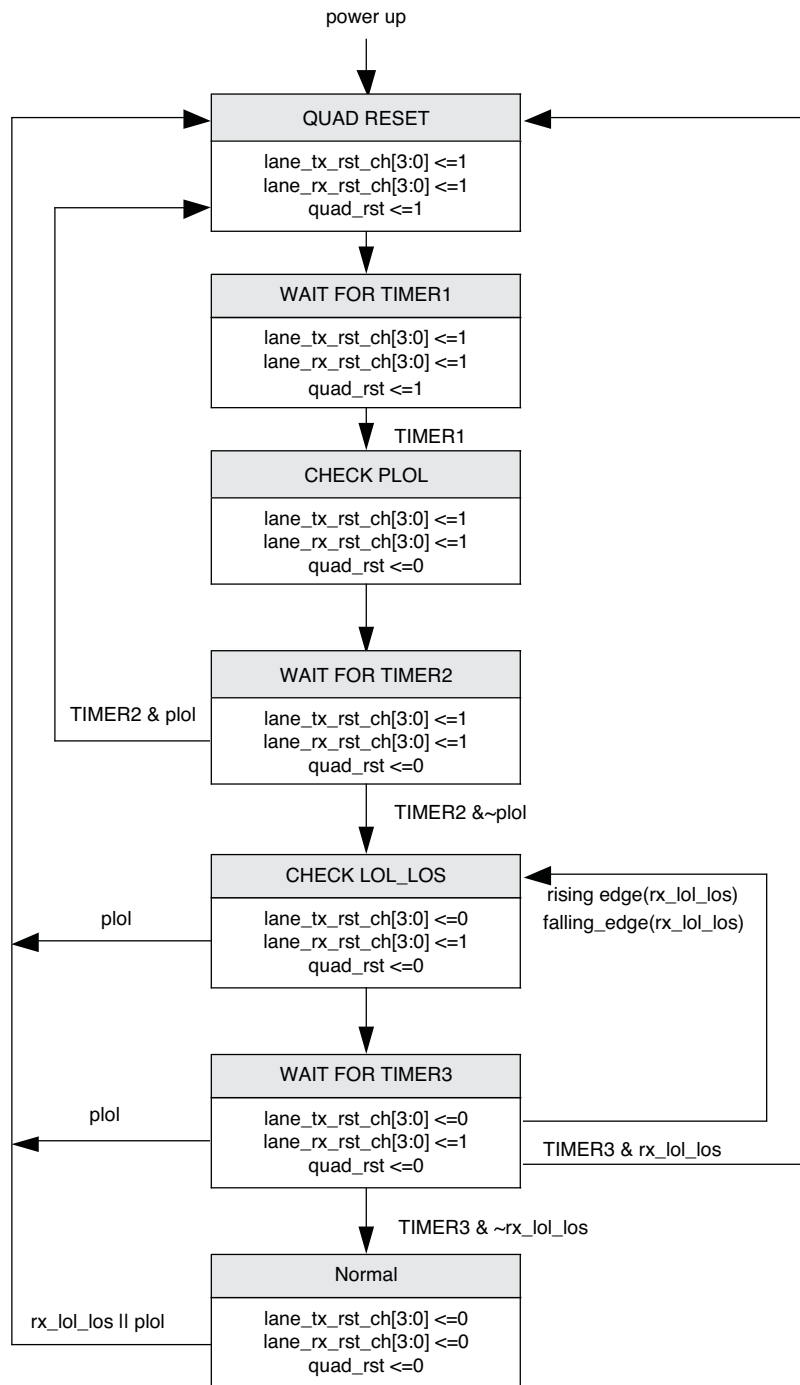 power up
QUAD RESET
lane_tx_rst_ch[3:0] <=1
lane_rx_rst_ch[3:0] <=1
quad_rst <=1
WAIT FOR TIMER1
lane_tx_rst_ch[3:0] <=1
lane_rx_rst_ch[3:0] <=1
quad_rst <=1
TIMER1
CHECK PLOL
lane_tx_rst_ch[3:0] <=1
lane_rx_rst_ch[3:0] <=1
quad_rst <=0
WAIT FOR TIMER2
TIMER2 & plol
lane_tx_rst_ch[3:0] <=1
lane_rx_rst_ch[3:0] <=1
quad_rst <=0
TIMER2 &~plol
CHECK LOL_LOS
rising edge(rx_lol_los)
falling_edge(rx_lol_los)
plol
lane_tx_rst_ch[3:0] <=0
lane_rx_rst_ch[3:0] <=1
quad_rst <=0
WAIT FOR TIMER3
plol
lane_tx_rst_ch[3:0] <=0
lane_rx_rst_ch[3:0] <=1
quad_rst <=0
TIMER3 & rx_lol_los
TIMER3 & ~rx_lol_los
Normal
rx_lol_los || plol
lane_tx_rst_ch[3:0] <=0
lane_rx_rst_ch[3:0] <=0
quad_rst <=0